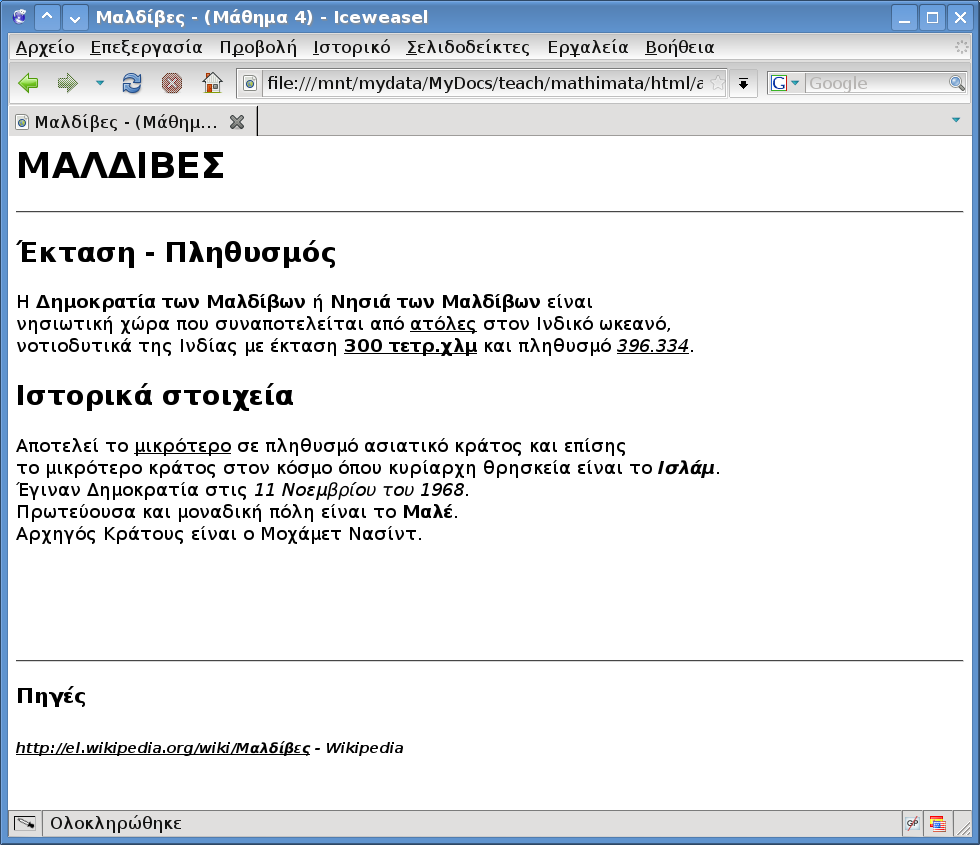 Μαλδίβες - (Μάθημα 4) - Iceweasel
Αρχείο Επεξεργασία Προβολή Ιστορικό Σελιδοδείκτες Εργαλεία Βοήθεια
file:///mnt/mydata/MyDocs/teach/mathimata/html/a
G Google
Μαλδίβες - (Μάθημ...
ΜΑΛΔΙΒΕΣ
Έκταση - Πληθυσμός
Η Δημοκρατία των Μαλδίβων ή Νησιά των Μαλδίβων είναι
νησιωτική χώρα που συναποτελείται από ατόλες στον Ινδικό ωκεανό,
νοτιοδυτικά της Ινδίας με έκταση 300 τετρ.χλμ και πληθυσμό 396.334.
Ιστορικά στοιχεία
Αποτελεί το μικρότερο σε πληθυσμό ασιατικό κράτος και επίσης
το μικρότερο κράτος στον κόσμο όπου κυρίαρχη θρησκεία είναι το Ισλάμ.
Έγιναν Δημοκρατία στις 11 Νοεμβρίου του 1968.
Πρωτεύουσα και μοναδική πόλη είναι το Μαλέ.
Αρχηγός Κράτους είναι ο Μοχάμετ Νασίντ.
Πηγές
http://el.wikipedia.org/wiki/Μαλδίβες - Wikipedia
Ολοκληρώθηκε